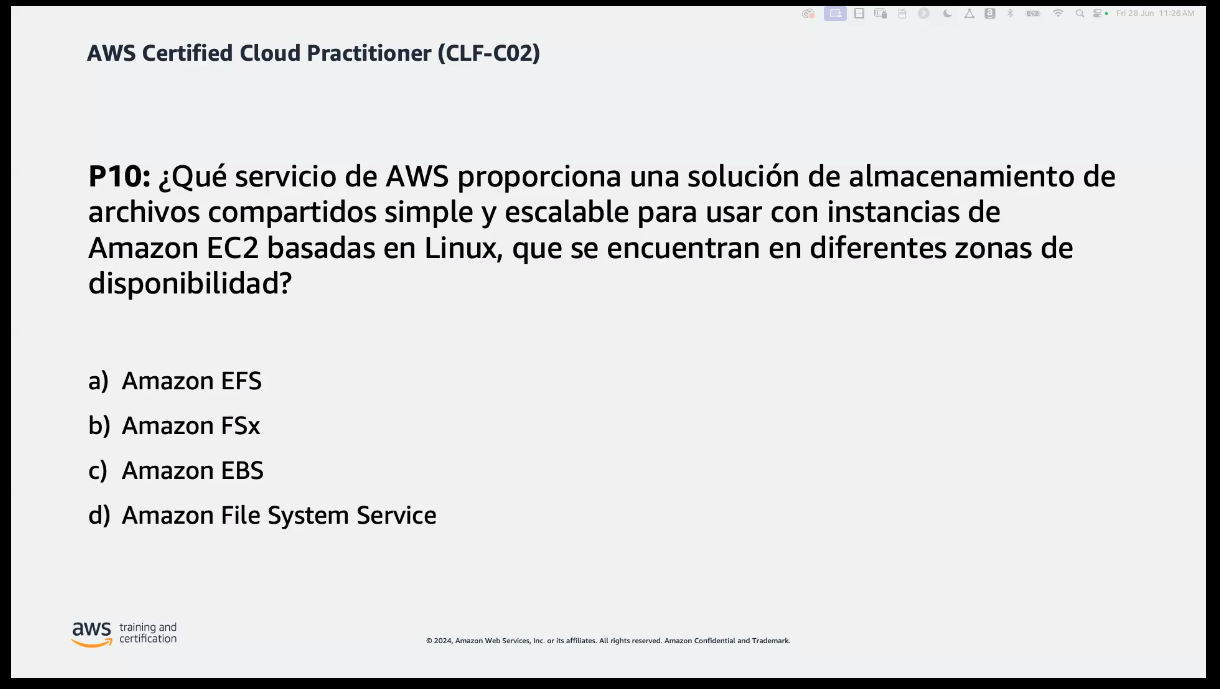 Fri 28 Jun 11:26 AM
AWS Certified Cloud Practitioner (CLF-C02)
P10: ¿Qué servicio de AWS proporciona una solución de almacenamiento de
archivos compartidos simple y escalable para usar con instancias de
Amazon EC2 basadas en Linux, que se encuentran en diferentes zonas de
disponibilidad?
a) Amazon EFS
b) Amazon FSx
c) Amazon EBS
d) Amazon File System Service
aws training and
certification
© 2024, Amazon Web Services, Inc. or its affiliates. All rights reserved. Amazon Confidential and Trademark.